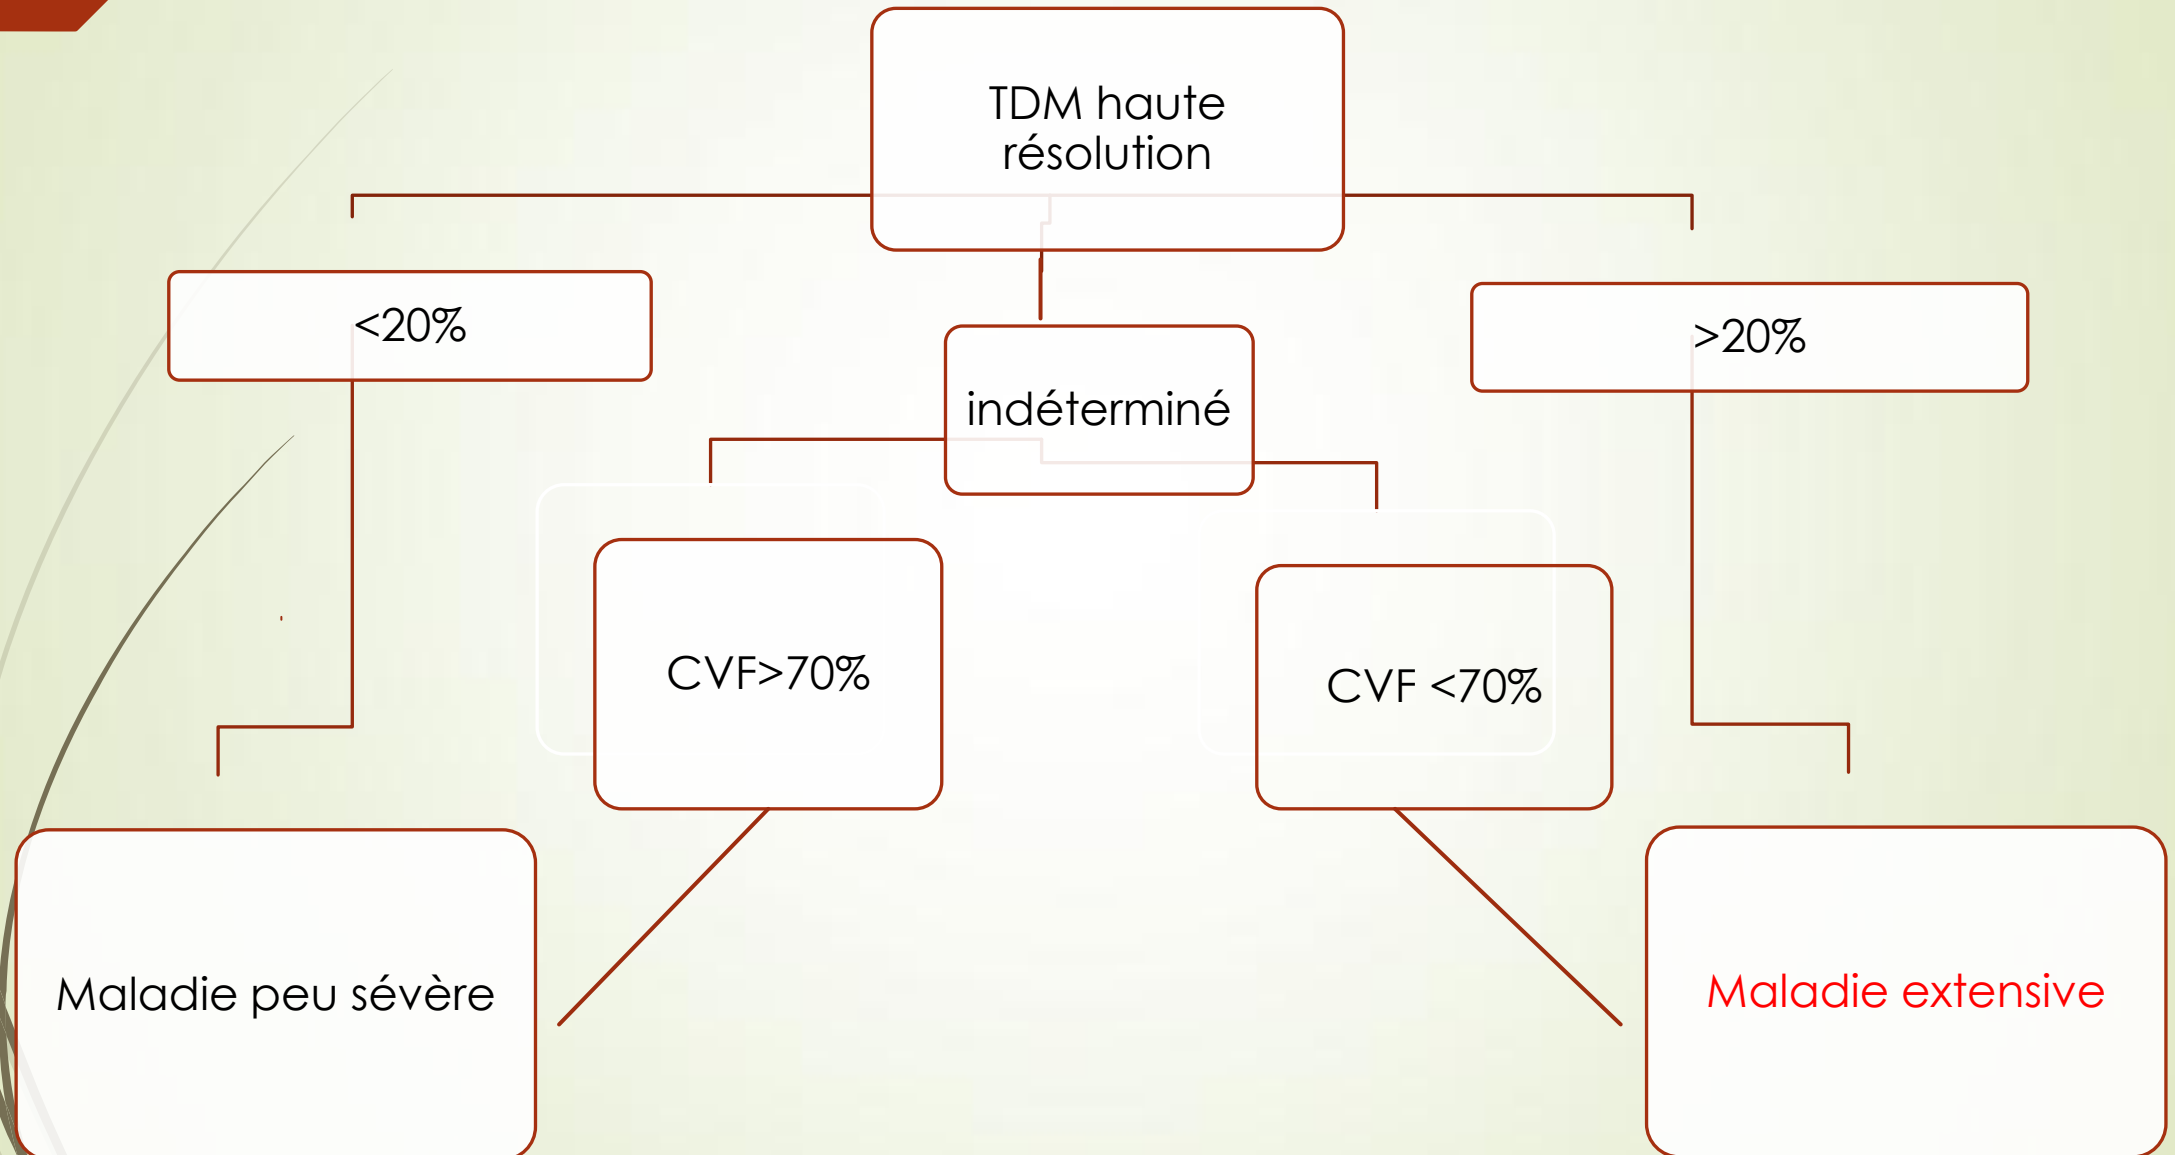 TDM haute
résolution
<20%
>20%
indéterminé
CVF>70%
CVF <70%
Maladie peu sévère
Maladie extensive